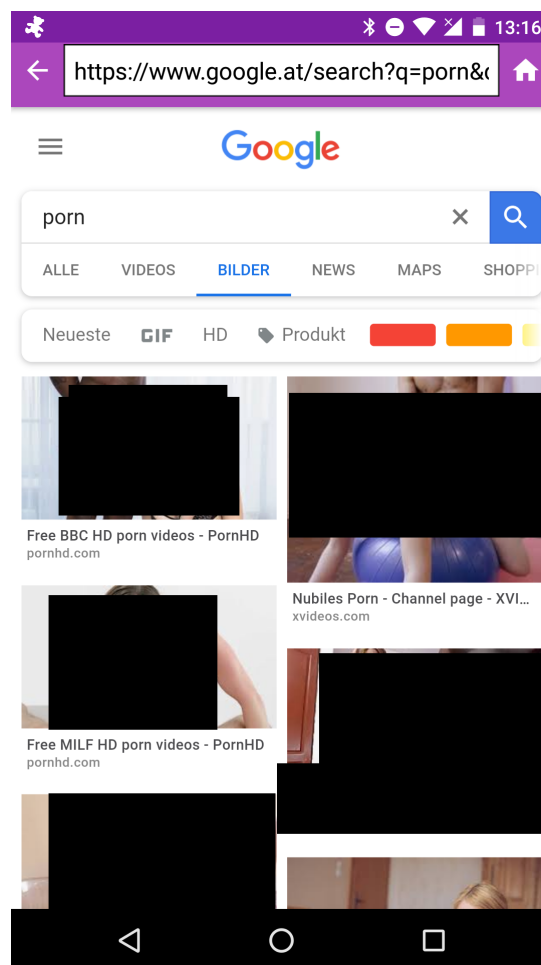 13:16
https://www.google.at/search?q=porn&
Google
porn
ALLE VIDEOS BILDER NEWS MAPS SHOPPI
Neueste GIF HD Produkt
Free BBC HD porn videos - PornHD
pornhd.com
Nubiles Porn - Channel page - XVI...
xvideos.com
Free MILF HD porn videos - PornHD
pornhd.com